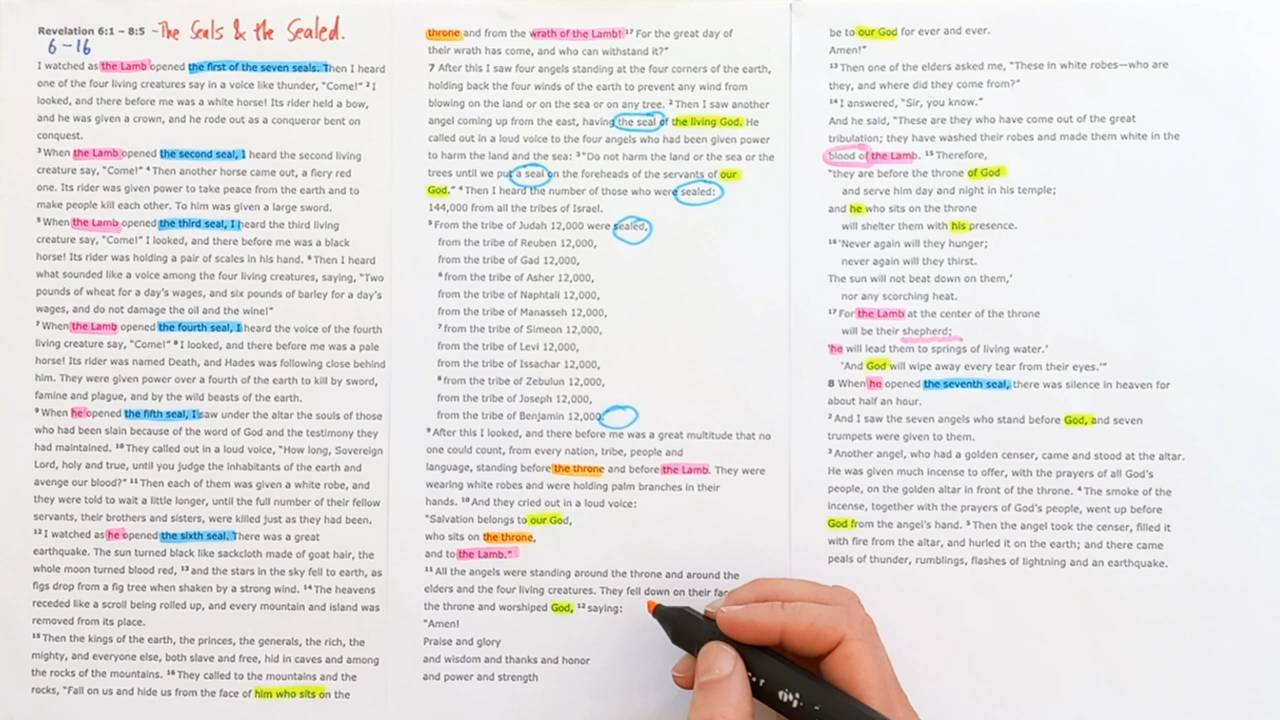 Revelation 6:1 – 8:5 -The Seals & the Sealed.
6-16
I watched as the Lamb opened the first of the seven seals. Then I heard
one of the four living creatures say in a voice like thunder, "Come!" ² I
looked, and there before me was a white horse! Its rider held a bow,
and he was given a crown, and he rode out as a conqueror bent on
conquest.
³ When the Lamb opened the second seal, I heard the second living
creature say, "Come!" ⁴ Then another horse came out, a fiery red
one. Its rider was given power to take peace from the earth and to
make people kill each other. To him was given a large sword.
⁵ When the Lamb opened the third seal, I heard the third living
creature say, "Come!" I looked, and there before me was a black
horse! Its rider was holding a pair of scales in his hand. ⁶ Then I heard
what sounded like a voice among the four living creatures, saying, "Two
pounds of wheat for a day's wages, and six pounds of barley for a day's
wages, and do not damage the oil and the wine!"
⁷ When the Lamb opened the fourth seal, I heard the voice of the fourth
living creature say, "Come!" ⁸ I looked, and there before me was a pale
horse! Its rider was named Death, and Hades was following close behind
him. They were given power over a fourth of the earth to kill by sword,
famine and plague, and by the wild beasts of the earth.
⁹ When he opened the fifth seal, I saw under the altar the souls of those
who had been slain because of the word of God and the testimony they
had maintained. ¹⁰ They called out in a loud voice, "How long, Sovereign
Lord, holy and true, until you judge the inhabitants of the earth and
avenge our blood?" ¹¹ Then each of them was given a white robe, and
they were told to wait a little longer, until the full number of their fellow
servants, their brothers and sisters, were killed just as they had been.
¹² I watched as he opened the sixth seal. There was a great
earthquake. The sun turned black like sackcloth made of goat hair, the
whole moon turned blood red, ¹³ and the stars in the sky fell to earth, as
figs drop from a fig tree when shaken by a strong wind. ¹⁴ The heavens
receded like a scroll being rolled up, and every mountain and island was
removed from its place.
¹⁵ Then the kings of the earth, the princes, the generals, the rich, the
mighty, and everyone else, both slave and free, hid in caves and among
the rocks of the mountains. ¹⁶ They called to the mountains and the
rocks, "Fall on us and hide us from the face of him who sits on the
throne and from the wrath of the Lamb! ¹⁷ For the great day of
their wrath has come, and who can withstand it?"
7 After this I saw four angels standing at the four corners of the earth,
holding back the four winds of the earth to prevent any wind from
blowing on the land or on the sea or on any tree. ² Then I saw another
angel coming up from the east, having the seal of the living God. He
called out in a loud voice to the four angels who had been given power
to harm the land and the sea: ³ "Do not harm the land or the sea or the
trees until we put a seal on the foreheads of the servants of our
God." ⁴ Then I heard the number of those who were sealed:
144,000 from all the tribes of Israel.
⁵ From the tribe of Judah 12,000 were sealed,
from the tribe of Reuben 12,000,
from the tribe of Gad 12,000,
⁶ from the tribe of Asher 12,000,
from the tribe of Naphtali 12,000,
from the tribe of Manasseh 12,000,
⁷ from the tribe of Simeon 12,000,
from the tribe of Levi 12,000,
from the tribe of Issachar 12,000,
⁸ from the tribe of Zebulun 12,000,
from the tribe of Joseph 12,000,
from the tribe of Benjamin 12,000.
⁹ After this I looked, and there before me was a great multitude that no
one could count, from every nation, tribe, people and
language, standing before the throne and before the Lamb. They were
wearing white robes and were holding palm branches in their
hands. ¹⁰ And they cried out in a loud voice:
"Salvation belongs to our God,
who sits on the throne,
and to the Lamb."
¹¹ All the angels were standing around the throne and around the
elders and the four living creatures. They fell down on their
the throne and worshiped God, ¹² saying:
"Amen!
Praise and glory
and wisdom and thanks and honor
and power and strength
be to our God for ever and ever.
Amen!"
¹³ Then one of the elders asked me, "These in white robes—who are
they, and where did they come from?"
¹⁴ I answered, "Sir, you know."
And he said, "These are they who have come out of the great
tribulation; they have washed their robes and made them white in the
blood of the Lamb. ¹⁵ Therefore,
"they are before the throne of God
and serve him day and night in his temple;
and he who sits on the throne
will shelter them with his presence.
¹⁶ 'Never again will they hunger;
never again will they thirst.
The sun will not beat down on them,'
nor any scorching heat.
¹⁷ For the Lamb at the center of the throne
will be their shepherd;
'he will lead them to springs of living water.'
'And God will wipe away every tear from their eyes.'"
8 When he opened the seventh seal, there was silence in heaven for
about half an hour.
² And I saw the seven angels who stand before God, and seven
trumpets were given to them.
³ Another angel, who had a golden censer, came and stood at the altar.
He was given much incense to offer, with the prayers of all God's
people, on the golden altar in front of the throne. ⁴ The smoke of the
incense, together with the prayers of God's people, went up before
God from the angel's hand. ⁵ Then the angel took the censer, filled it
with fire from the altar, and hurled it on the earth; and there came
peals of thunder, rumblings, flashes of lightning and an earthquake.